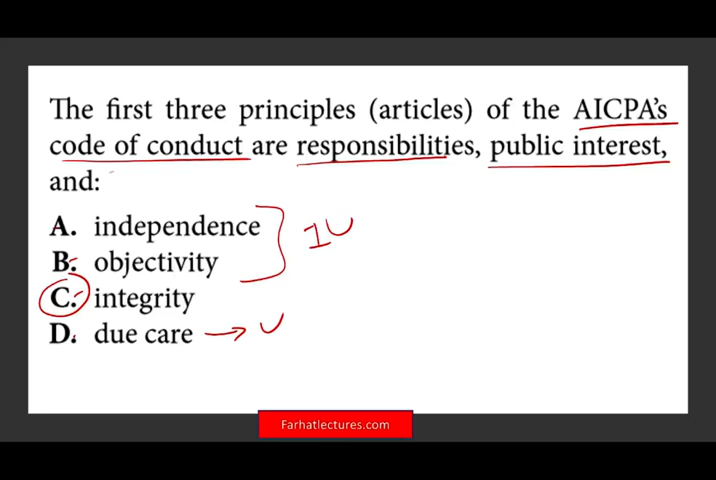 The first three principles (articles) of the AICPA's
code of conduct are responsibilities, public interest,
and:
A. independence
B. objectivity
IV
C. integrity
D. due care → V
Farhatlectures.com